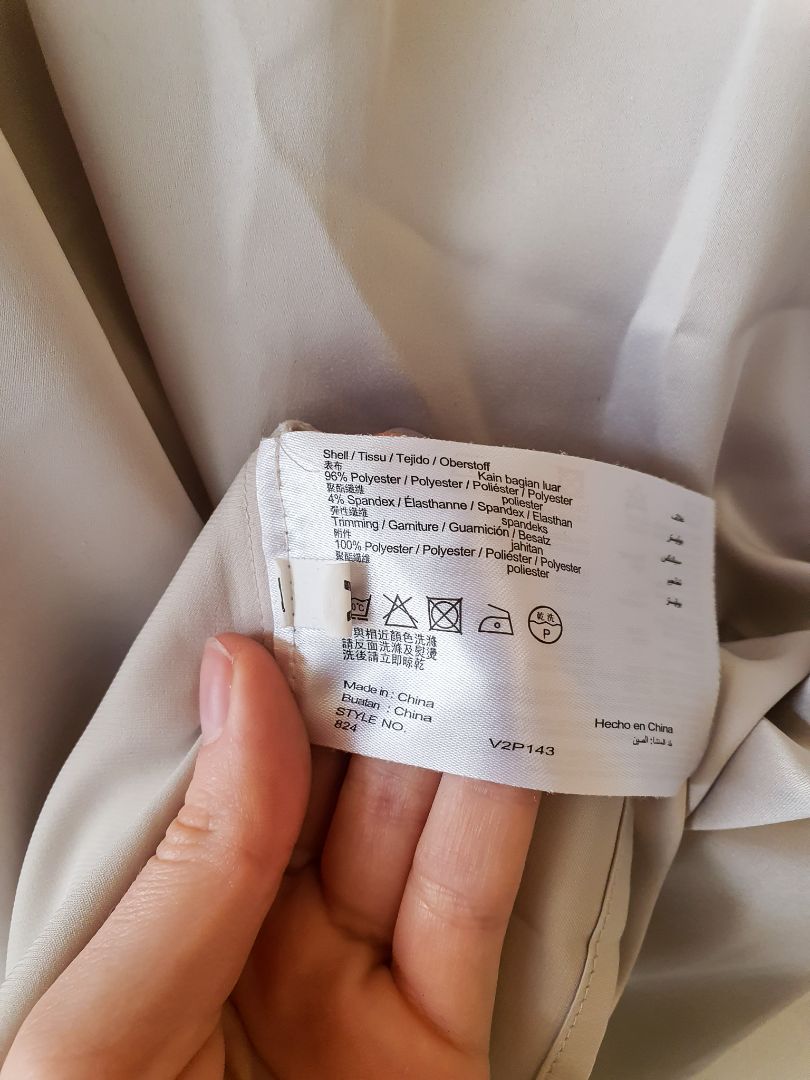 Shell / Tissu / Tejido / Oberstoff
Kain bagian luar
表布
96% Polyester / Polyester / Poliéster / Polyester
poliester
聚酯纖維
4% Spandex / Élasthanne / Spandex / Elasthan
spandeks
彈性纖維
Trimming / Garniture / Guarnición / Besatz
jahitan
附件
100% Polyester / Polyester / Poliéster / Polyester
poliester
聚酯纖維
乾洗
P
與相近顏色洗滌
請反面洗滌及熨燙
洗後請立即晾乾
Made in : China
Buatan : China
STYLE NO.
824
V2P143
Hecho en China